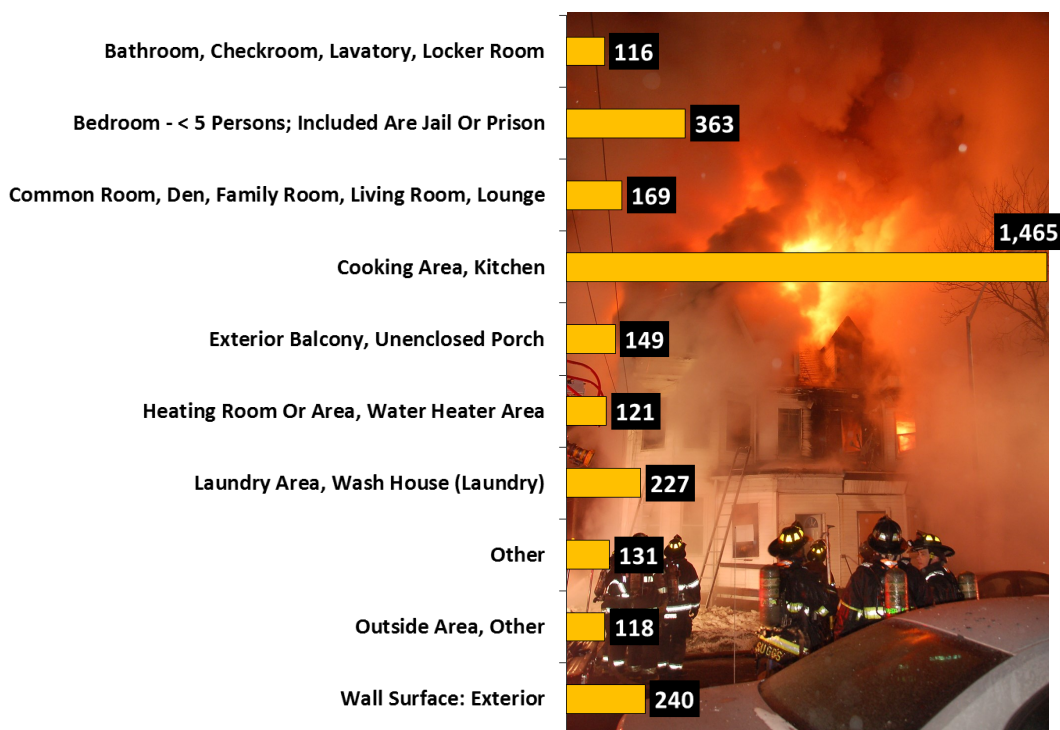 Bathroom, Checkroom, Lavatory, Locker Room
116
Bedroom - < 5 Persons; Included Are Jail Or Prison
363
Common Room, Den, Family Room, Living Room, Lounge
169
1,465
Cooking Area, Kitchen
Exterior Balcony, Unenclosed Porch
149
Heating Room Or Area, Water Heater Area
121
Laundry Area, Wash House (Laundry)
227
Other
131
Outside Area, Other
118
SUGGS
Wall Surface: Exterior
240